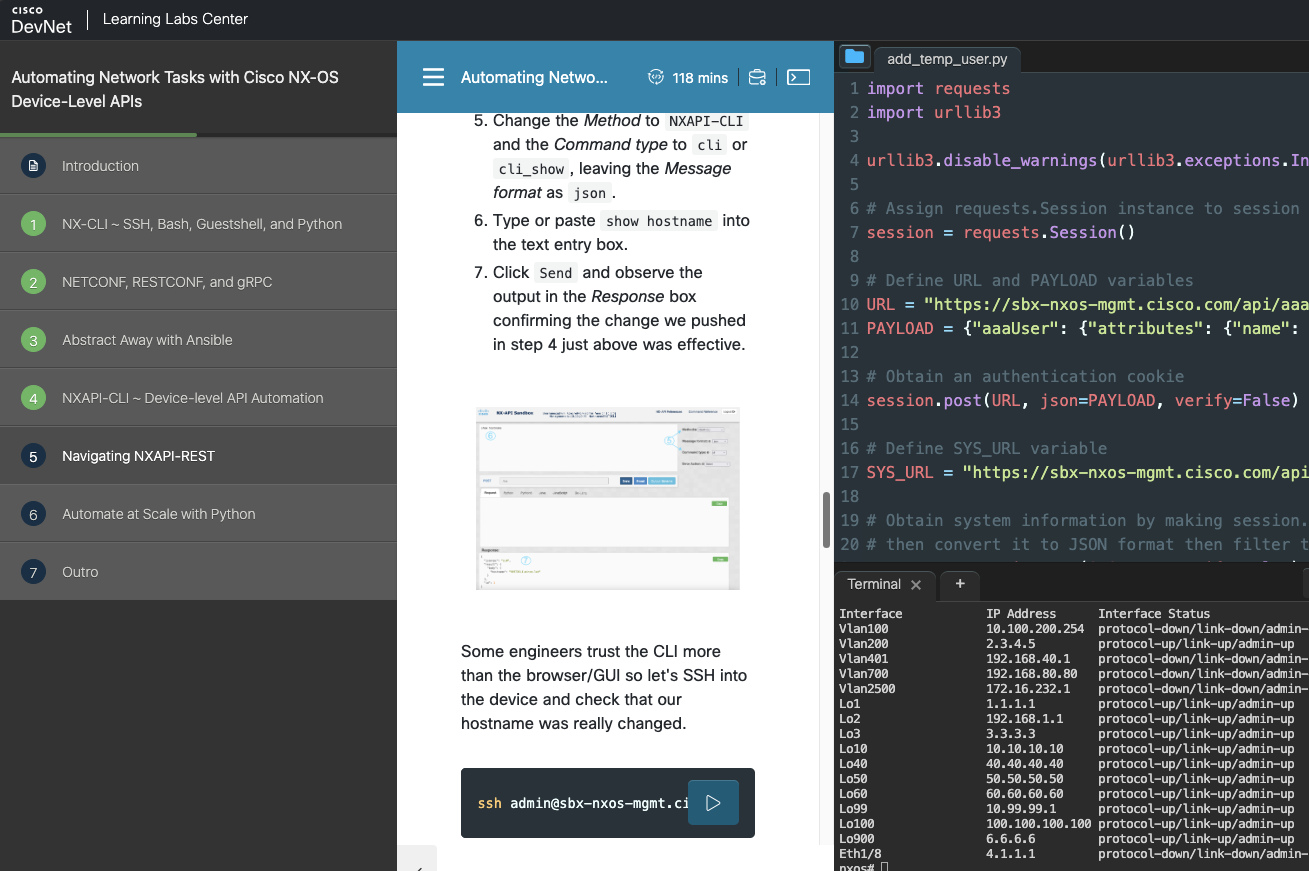 CISCO
DevNet
Learning Labs Center
Automating Network Tasks with Cisco NX-OS
Device-Level APIs
Introduction
1 NX-CLI ~ SSH, Bash, Guestshell, and Python
2 NETCONF, RESTCONF, and gRPC
3 Abstract Away with Ansible
4 NXAPI-CLI ~ Device-level API Automation
5 Navigating NXAPI-REST
6 Automate at Scale with Python
7 Outro
Automating Netwo...
118 mins
5. Change the Method to NXAPI-CLI
and the Command type to cli or
cli_show , leaving the Message
format as json .
6. Type or paste show hostname into
the text entry box.
7. Click Send and observe the
output in the Response box
confirming the change we pushed
in step 4 just above was effective.
NX-API Sandbox
6
5
POST
Request
Response
7
Some engineers trust the CLI more
than the browser/GUI so let's SSH into
the device and check that our
hostname was really changed.
ssh admin@sbx-nxos-mgmt.ci
add_temp_user.py
1 import requests
2 import urllib3
3
4 urllib3.disable_warnings(urllib3.exceptions.In
5
6 # Assign requests.Session instance to session
7 session = requests.Session()
8
9 # Define URL and PAYLOAD variables
10 URL = "https://sbx-nxos-mgmt.cisco.com/api/aaa
11 PAYLOAD = {"aaaUser": {"attributes": {"name":
12
13 # Obtain an authentication cookie
14 session.post(URL, json=PAYLOAD, verify=False)
15
16 # Define SYS_URL variable
17 SYS_URL = "https://sbx-nxos-mgmt.cisco.com/api
18
19 # Obtain system information by making session.
20 # then convert it to JSON format then filter t
Terminal
+
Interface IP Address Interface Status
Vlan100 10.100.200.254 protocol-down/link-down/admin-
Vlan200 2.3.4.5 protocol-up/link-up/admin-up
Vlan401 192.168.40.1 protocol-down/link-down/admin-
Vlan700 192.168.80.80 protocol-down/link-down/admin-
Vlan2500 172.16.232.1 protocol-down/link-down/admin-
Lo1 1.1.1.1 protocol-up/link-up/admin-up
Lo2 192.168.1.1 protocol-up/link-up/admin-up
Lo3 3.3.3.3 protocol-up/link-up/admin-up
Lo10 10.10.10.10 protocol-up/link-up/admin-up
Lo40 40.40.40.40 protocol-up/link-up/admin-up
Lo50 50.50.50.50 protocol-up/link-up/admin-up
Lo60 60.60.60.60 protocol-up/link-up/admin-up
Lo99 10.99.99.1 protocol-up/link-up/admin-up
Lo100 100.100.100.100 protocol-up/link-up/admin-up
Lo900 6.6.6.6 protocol-up/link-up/admin-up
Eth1/8 4.1.1.1 protocol-down/link-down/admin-
nxos#